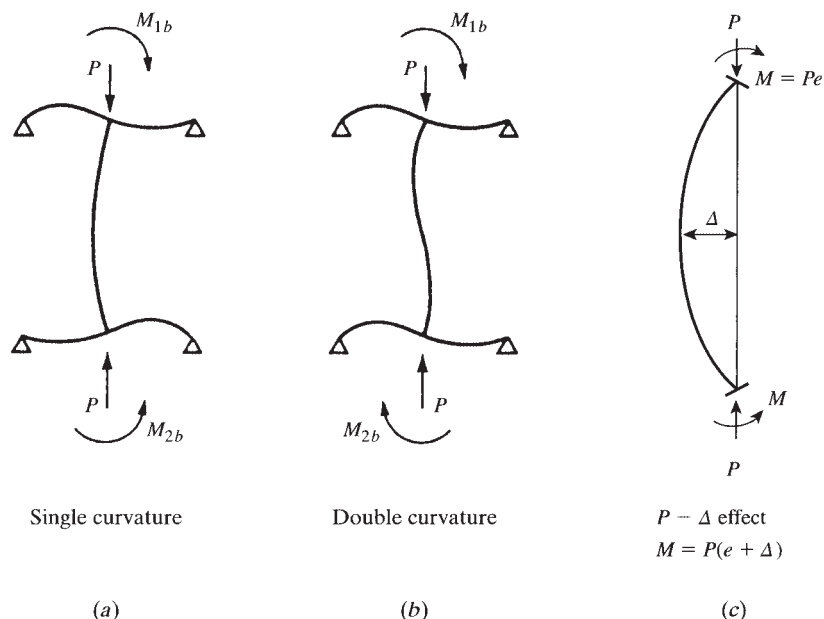 M1b
P
P
M2b
Single curvature
(a)
M1b
P
P
M2b
Double curvature
(b)
P
M = Pe
Δ
M
P
P − Δ effect
M = P(e + Δ)
(c)